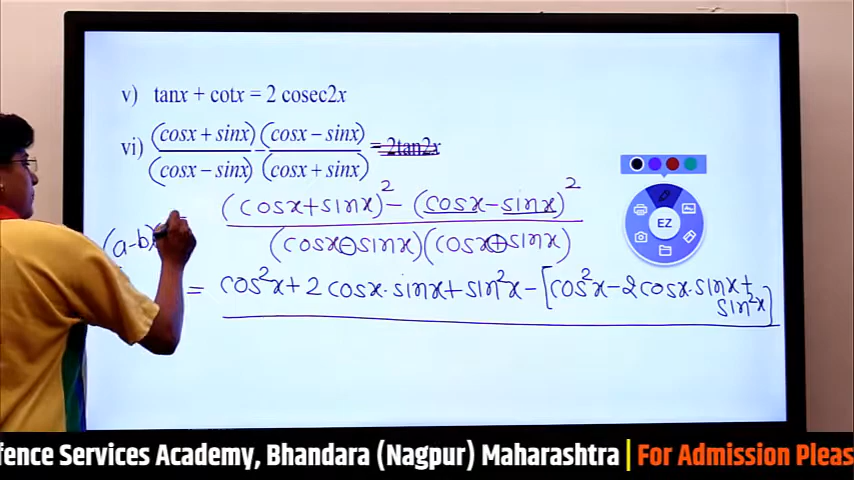 v) tanx + cotx = 2 cosec2x
vi) (cosx + sinx)/(cosx − sinx) − (cosx − sinx)/(cosx + sinx) = 2tan2x
(cosx+sinx)² − (cosx−sinx)²
(cosx−sinx)(cosx+sinx)
(a-b)
= cos²x + 2 cosx·sinx + sin²x − [cos²x − 2cosx·sinx +
sin²x]
EZ
fence Services Academy, Bhandara (Nagpur) Maharashtra | For Admission Pleas